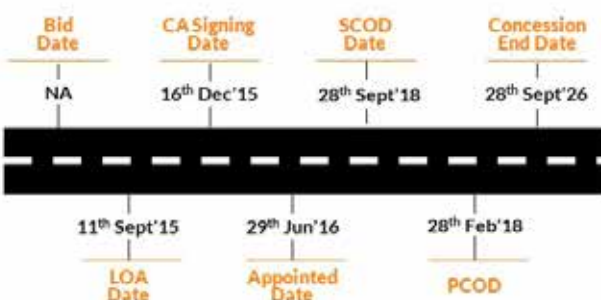 Bid
Date
CA Signing
Date
SCOD
Date
Concession
End Date
NA
16th Dec'15
28th Sept'18
28th Sept'26
11th Sept'15
29th Jun'16
28th Feb'18
LOA
Date
Appointed
Date
PCOD